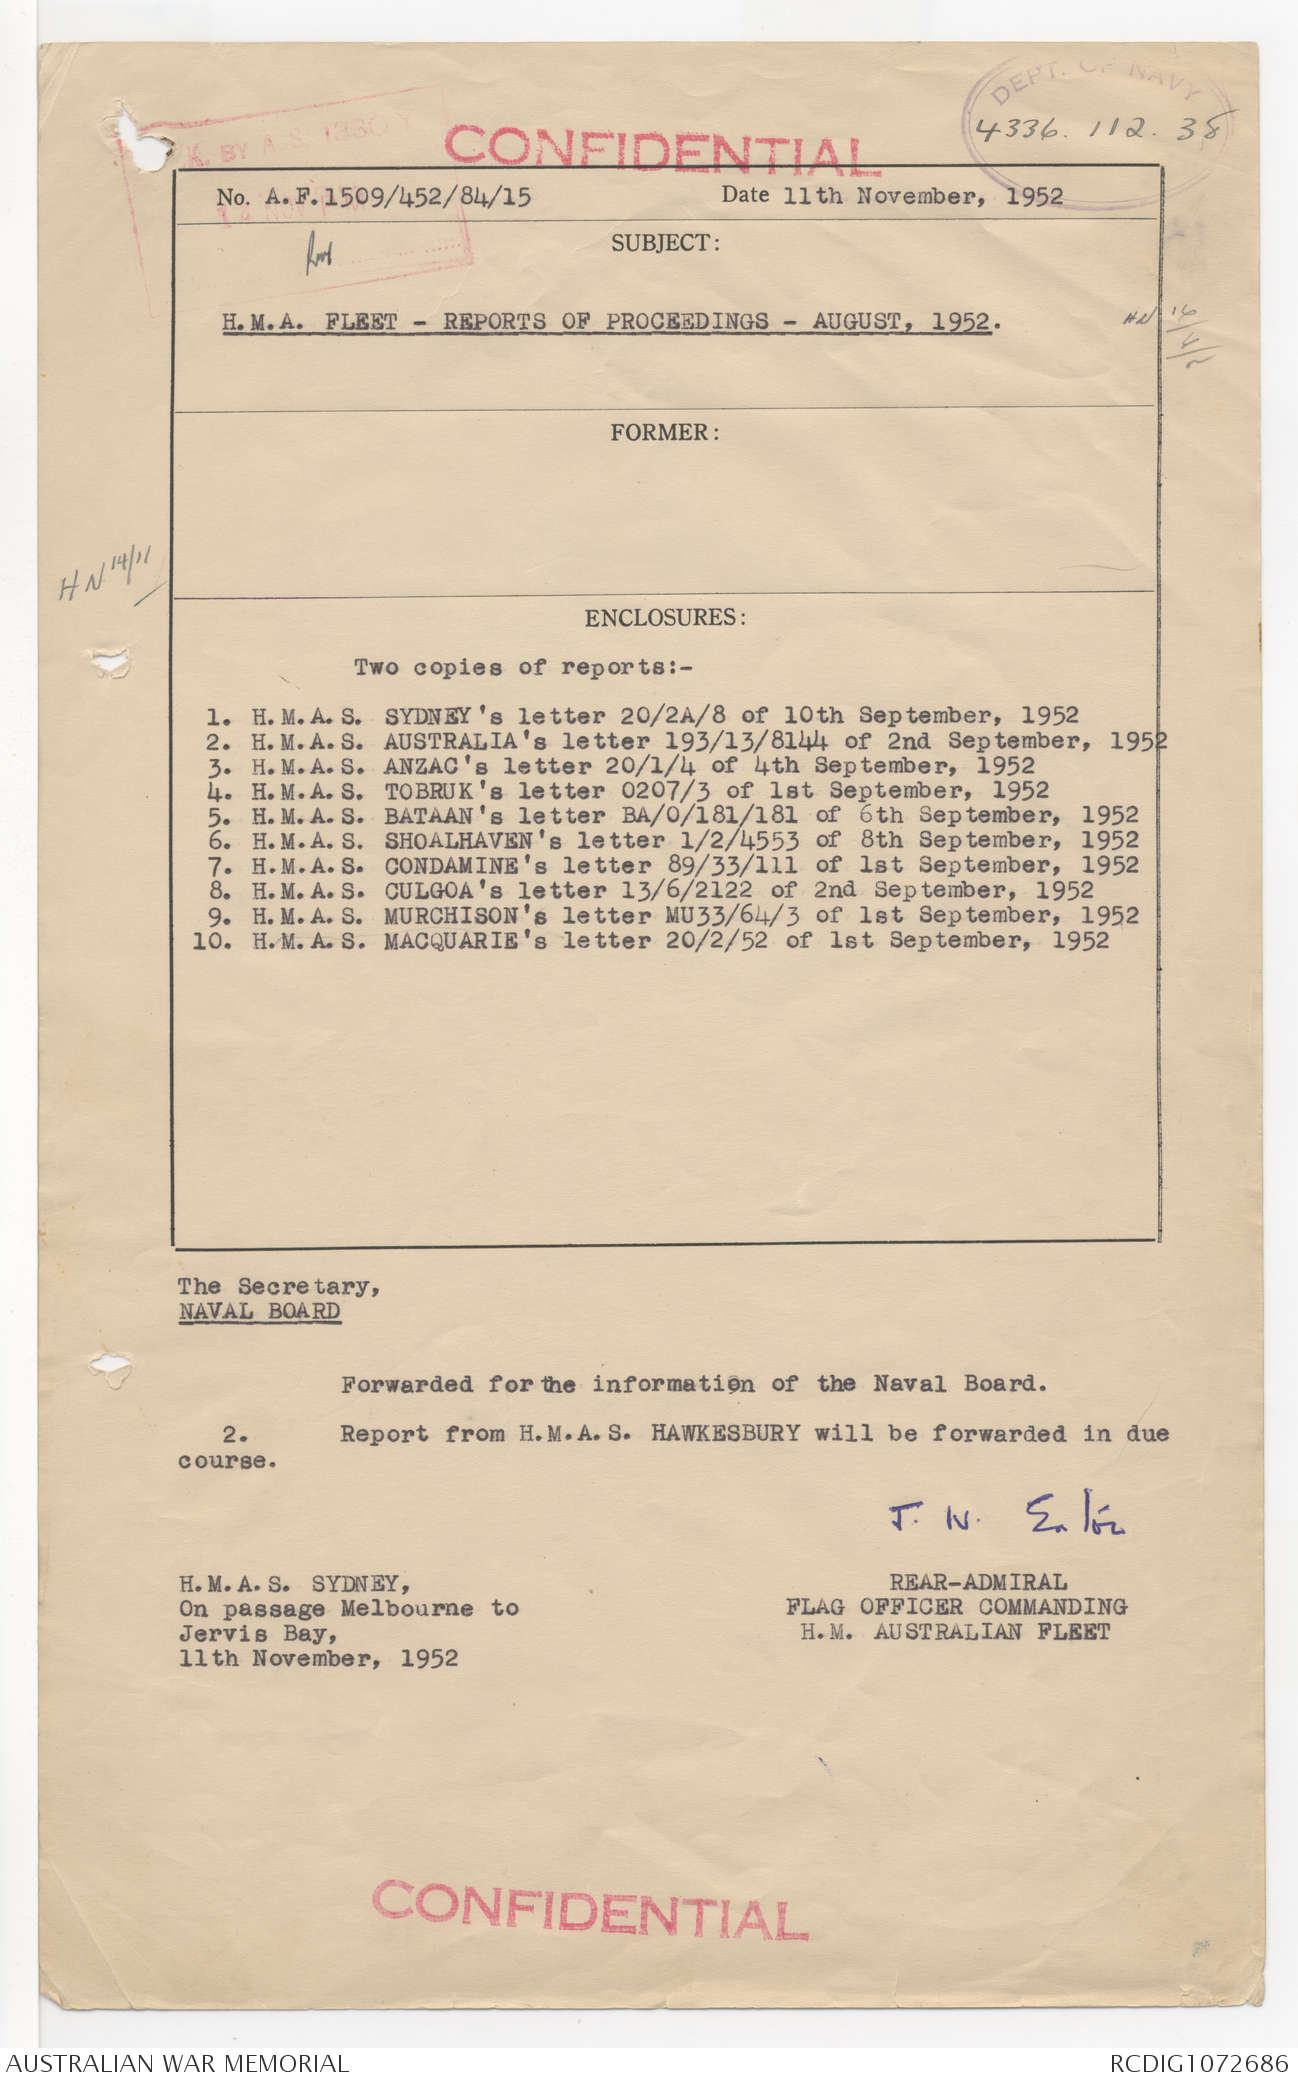 DEPT. OF NAVY
4336. 112. 38
K. BY A.S. 1330 Y
CONFIDENTIAL
No. A.F.1509/452/84/15 Date 11th November, 1952
SUBJECT:
H.M.A. FLEET - REPORTS OF PROCEEDINGS - AUGUST, 1952.
HN
FORMER:
HN 14/11
ENCLOSURES:
Two copies of reports:-
1. H.M.A.S. SYDNEY's letter 20/2A/8 of 10th September, 1952
2. H.M.A.S. AUSTRALIA's letter 193/13/8144 of 2nd September, 1952
3. H.M.A.S. ANZAC's letter 20/1/4 of 4th September, 1952
4. H.M.A.S. TOBRUK's letter 0207/3 of 1st September, 1952
5. H.M.A.S. BATAAN's letter BA/0/181/181 of 6th September, 1952
6. H.M.A.S. SHOALHAVEN's letter 1/2/4553 of 8th September, 1952
7. H.M.A.S. CONDAMINE's letter 89/33/111 of 1st September, 1952
8. H.M.A.S. CULGOA's letter 13/6/2122 of 2nd September, 1952
9. H.M.A.S. MURCHISON's letter MU33/64/3 of 1st September, 1952
10. H.M.A.S. MACQUARIE's letter 20/2/52 of 1st September, 1952
The Secretary,
NAVAL BOARD
Forwarded for the information of the Naval Board.
2. Report from H.M.A.S. HAWKESBURY will be forwarded in due
course.
J. W. Eaton
H.M.A.S. SYDNEY,
On passage Melbourne to
Jervis Bay,
11th November, 1952
REAR-ADMIRAL
FLAG OFFICER COMMANDING
H.M. AUSTRALIAN FLEET
CONFIDENTIAL
AUSTRALIAN WAR MEMORIAL
RCDIG1072686